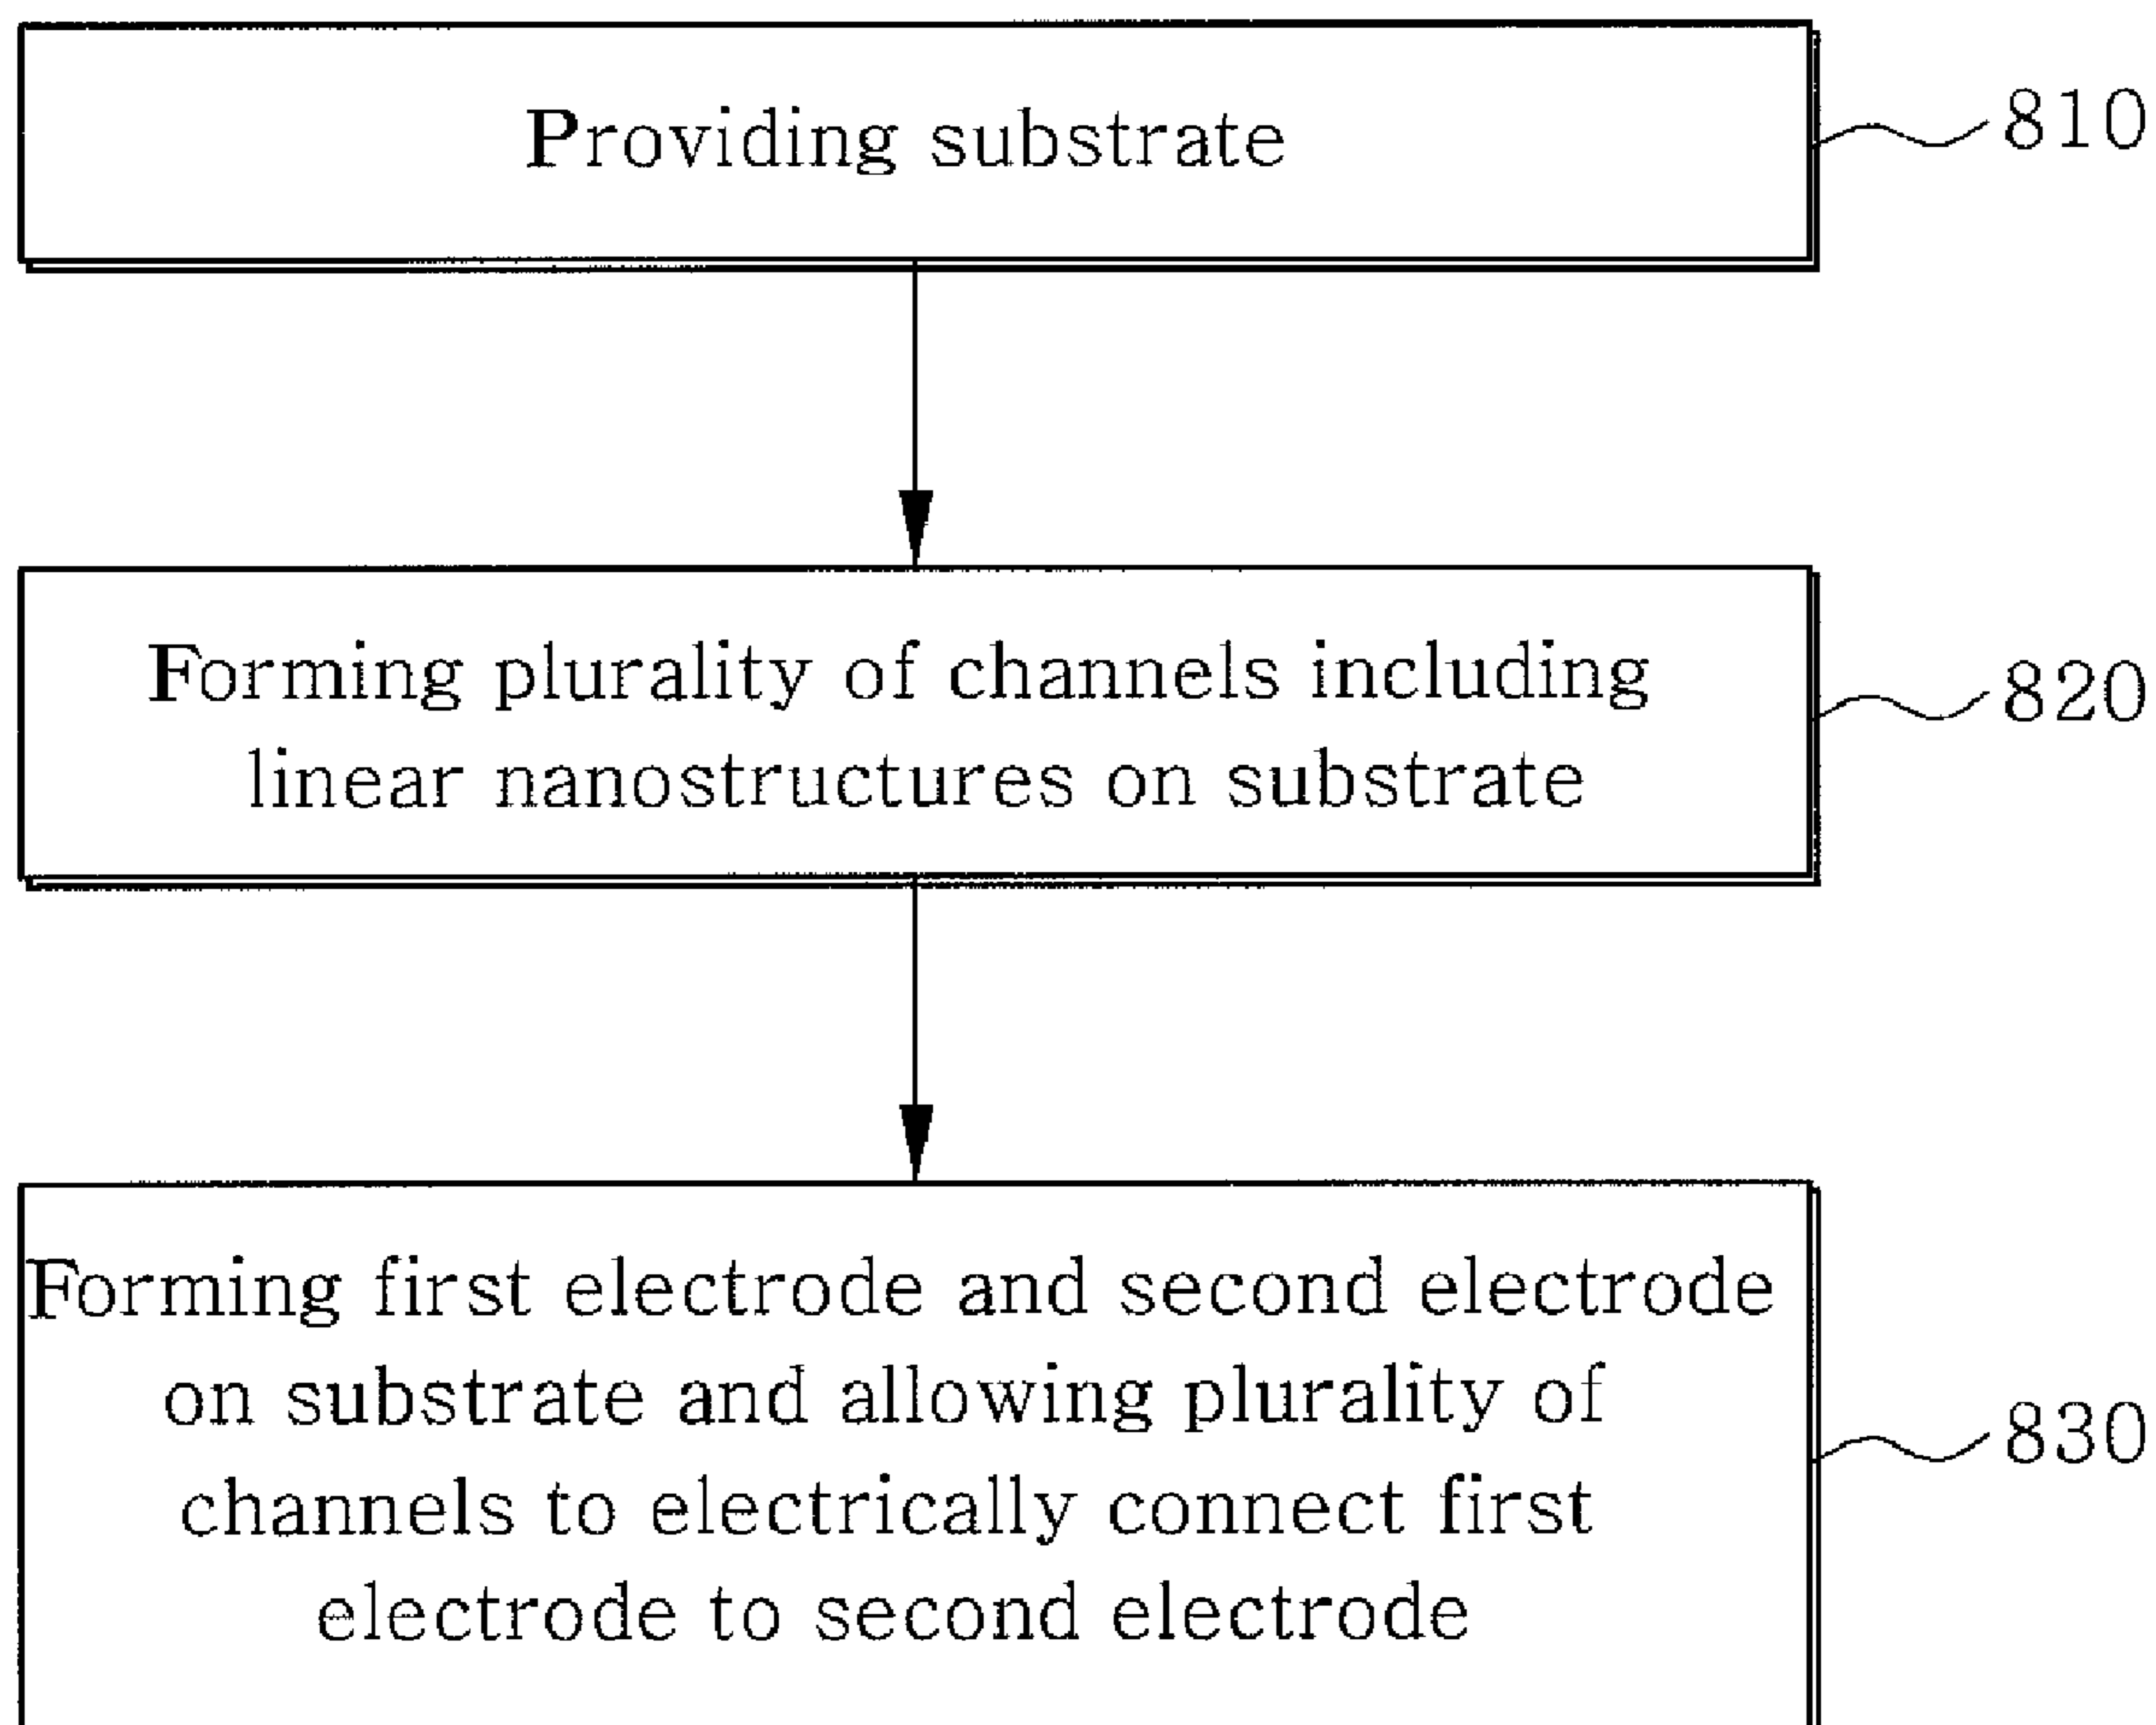 Providing substrate
810
Forming plurality of channels including
linear nanostructures on substrate
820
Forming first electrode and second electrode
on substrate and allowing plurality of
channels to electrically connect first
electrode to second electrode
830